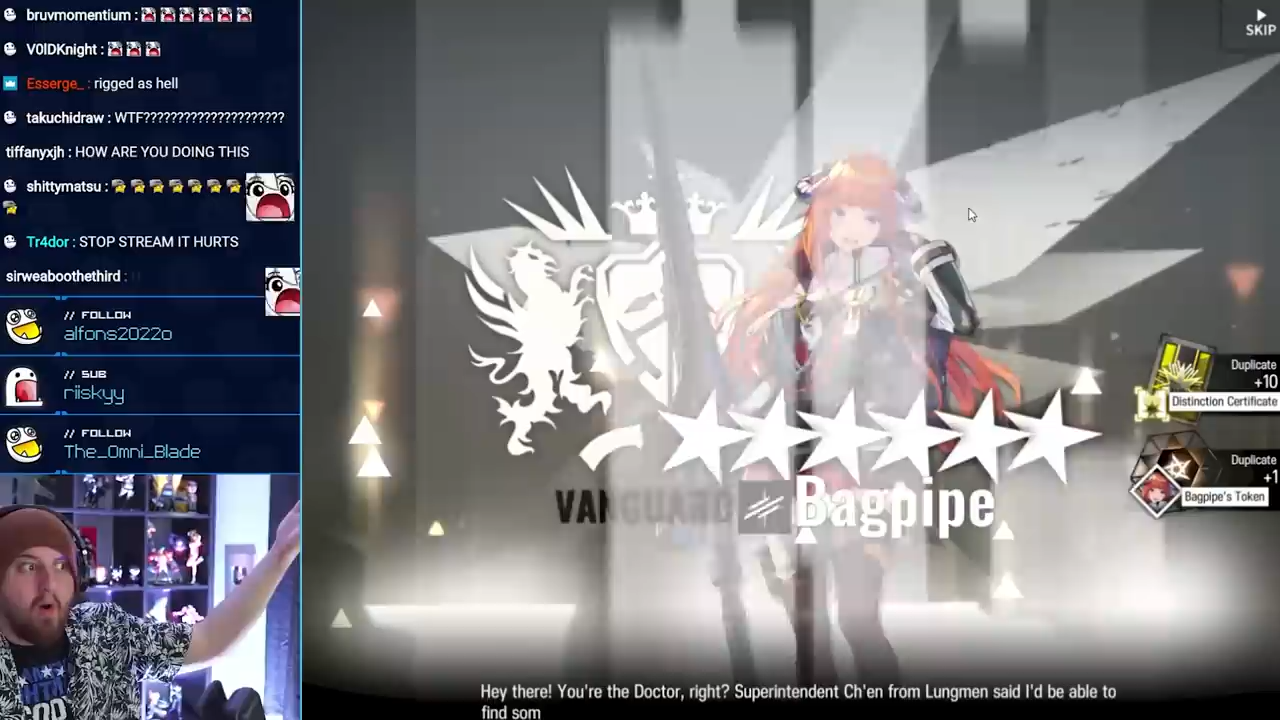 bruvmomentium :
V0lDKnight :
Esserge_ : rigged as hell
takuchidraw : WTF?????????????????????
tiffanyxjh : HOW ARE YOU DOING THIS
shittymatsu :
Tr4dor : STOP STREAM IT HURTS
sirweaboothethird :
// FOLLOW
alfons2022o
// SUB
riiskyy
// FOLLOW
The_Omni_Blade
SKIP
Duplicate
+10
Distinction Certificate
Duplicate
+1
Bagpipe's Token
VANGUARD Bagpipe
Hey there! You're the Doctor, right? Superintendent Ch'en from Lungmen said I'd be able to
find som